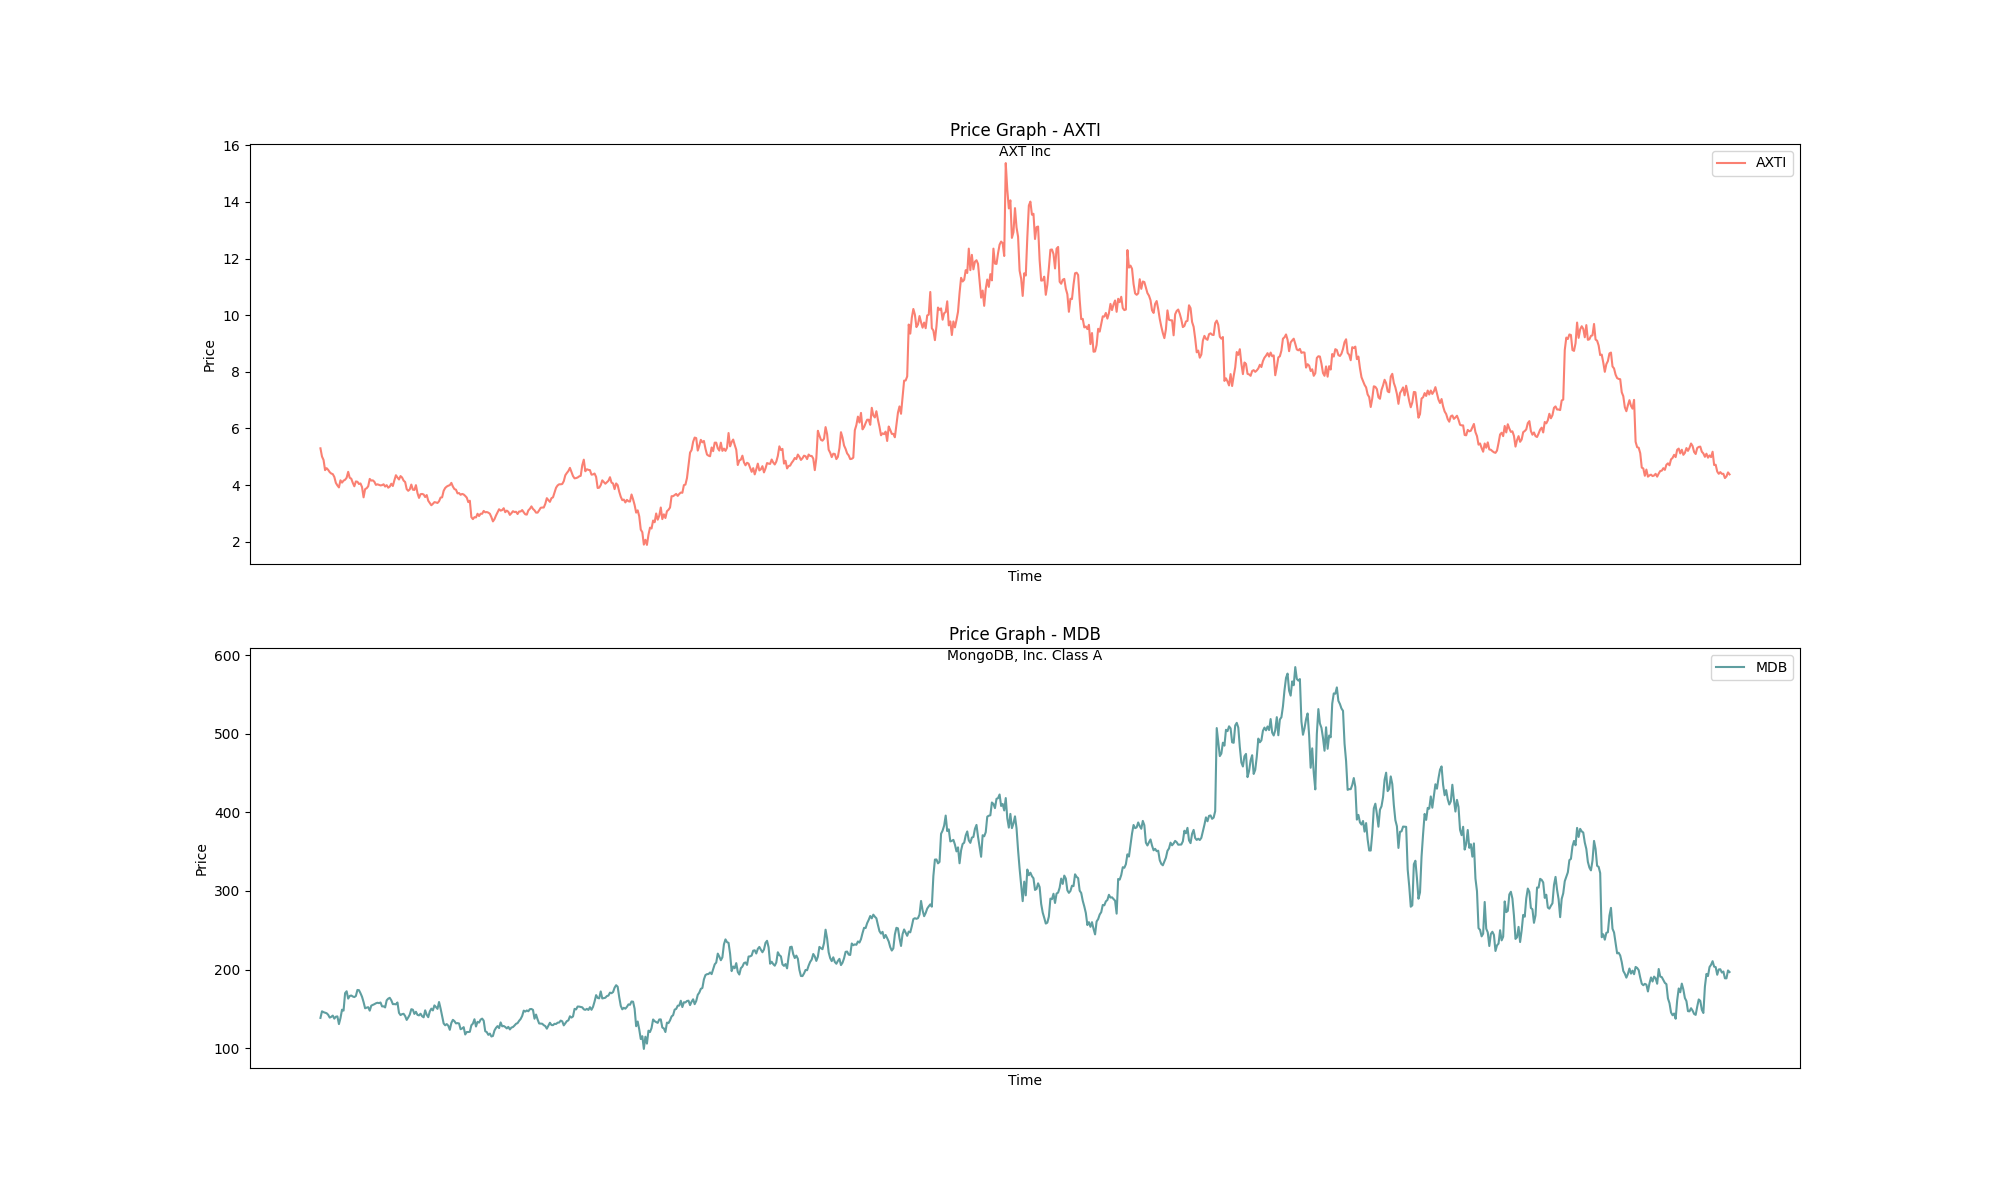 Price Graph - AXTI
AXT Inc
AXTI
16
14
12
10
8
6
4
2
Price
Time
Price Graph - MDB
MongoDB, Inc. Class A
MDB
600
500
400
300
200
100
Price
Time